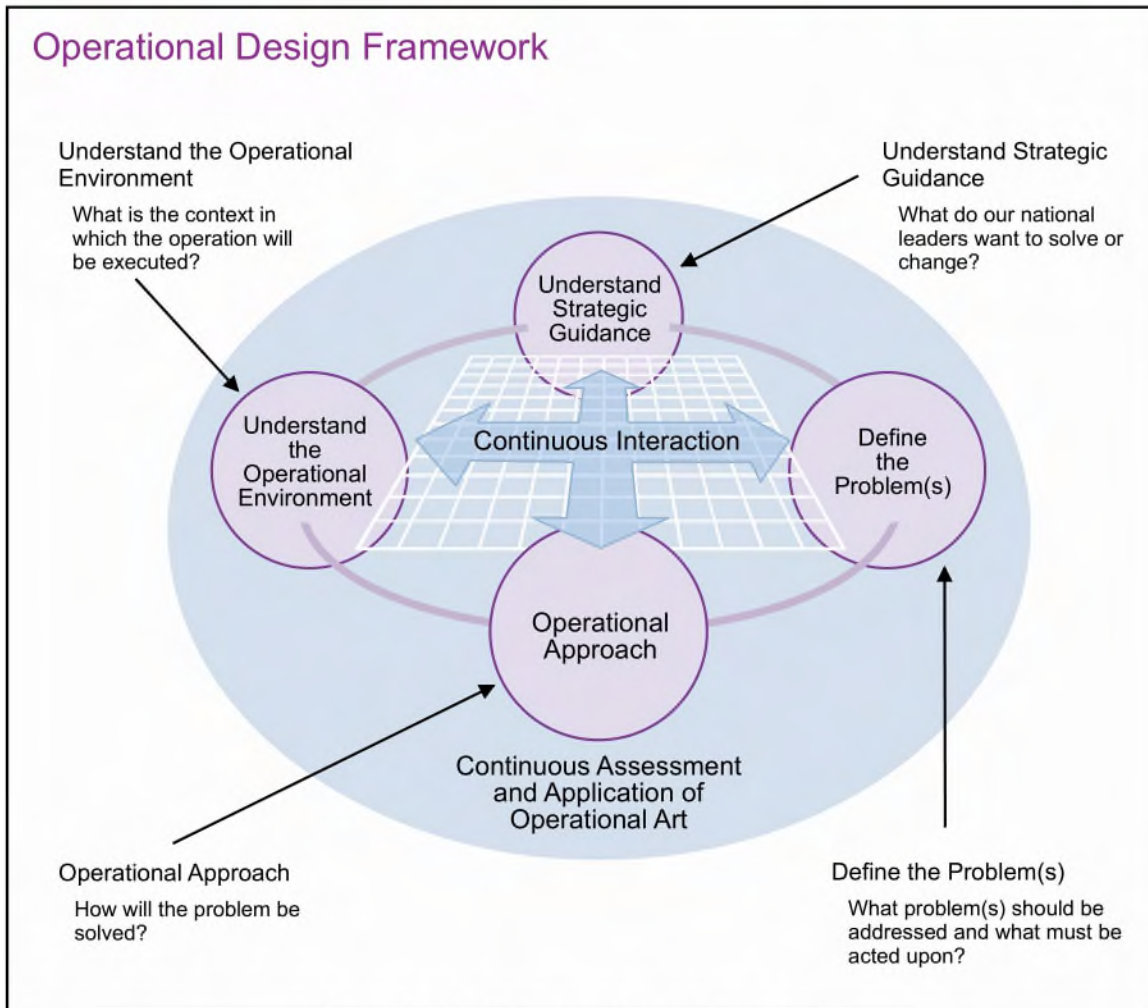 Operational Design Framework
Understand the Operational
Environment
What is the context in
which the operation will
be executed?
Understand Strategic
Guidance
What do our national
leaders want to solve or
change?
Understand
Strategic
Guidance
Understand
the
Operational
Environment
Continuous Interaction
Define
the
Problem(s)
Operational
Approach
Continuous Assessment
and Application of
Operational Art
Operational Approach
How will the problem be
solved?
Define the Problem(s)
What problem(s) should be
addressed and what must be
acted upon?